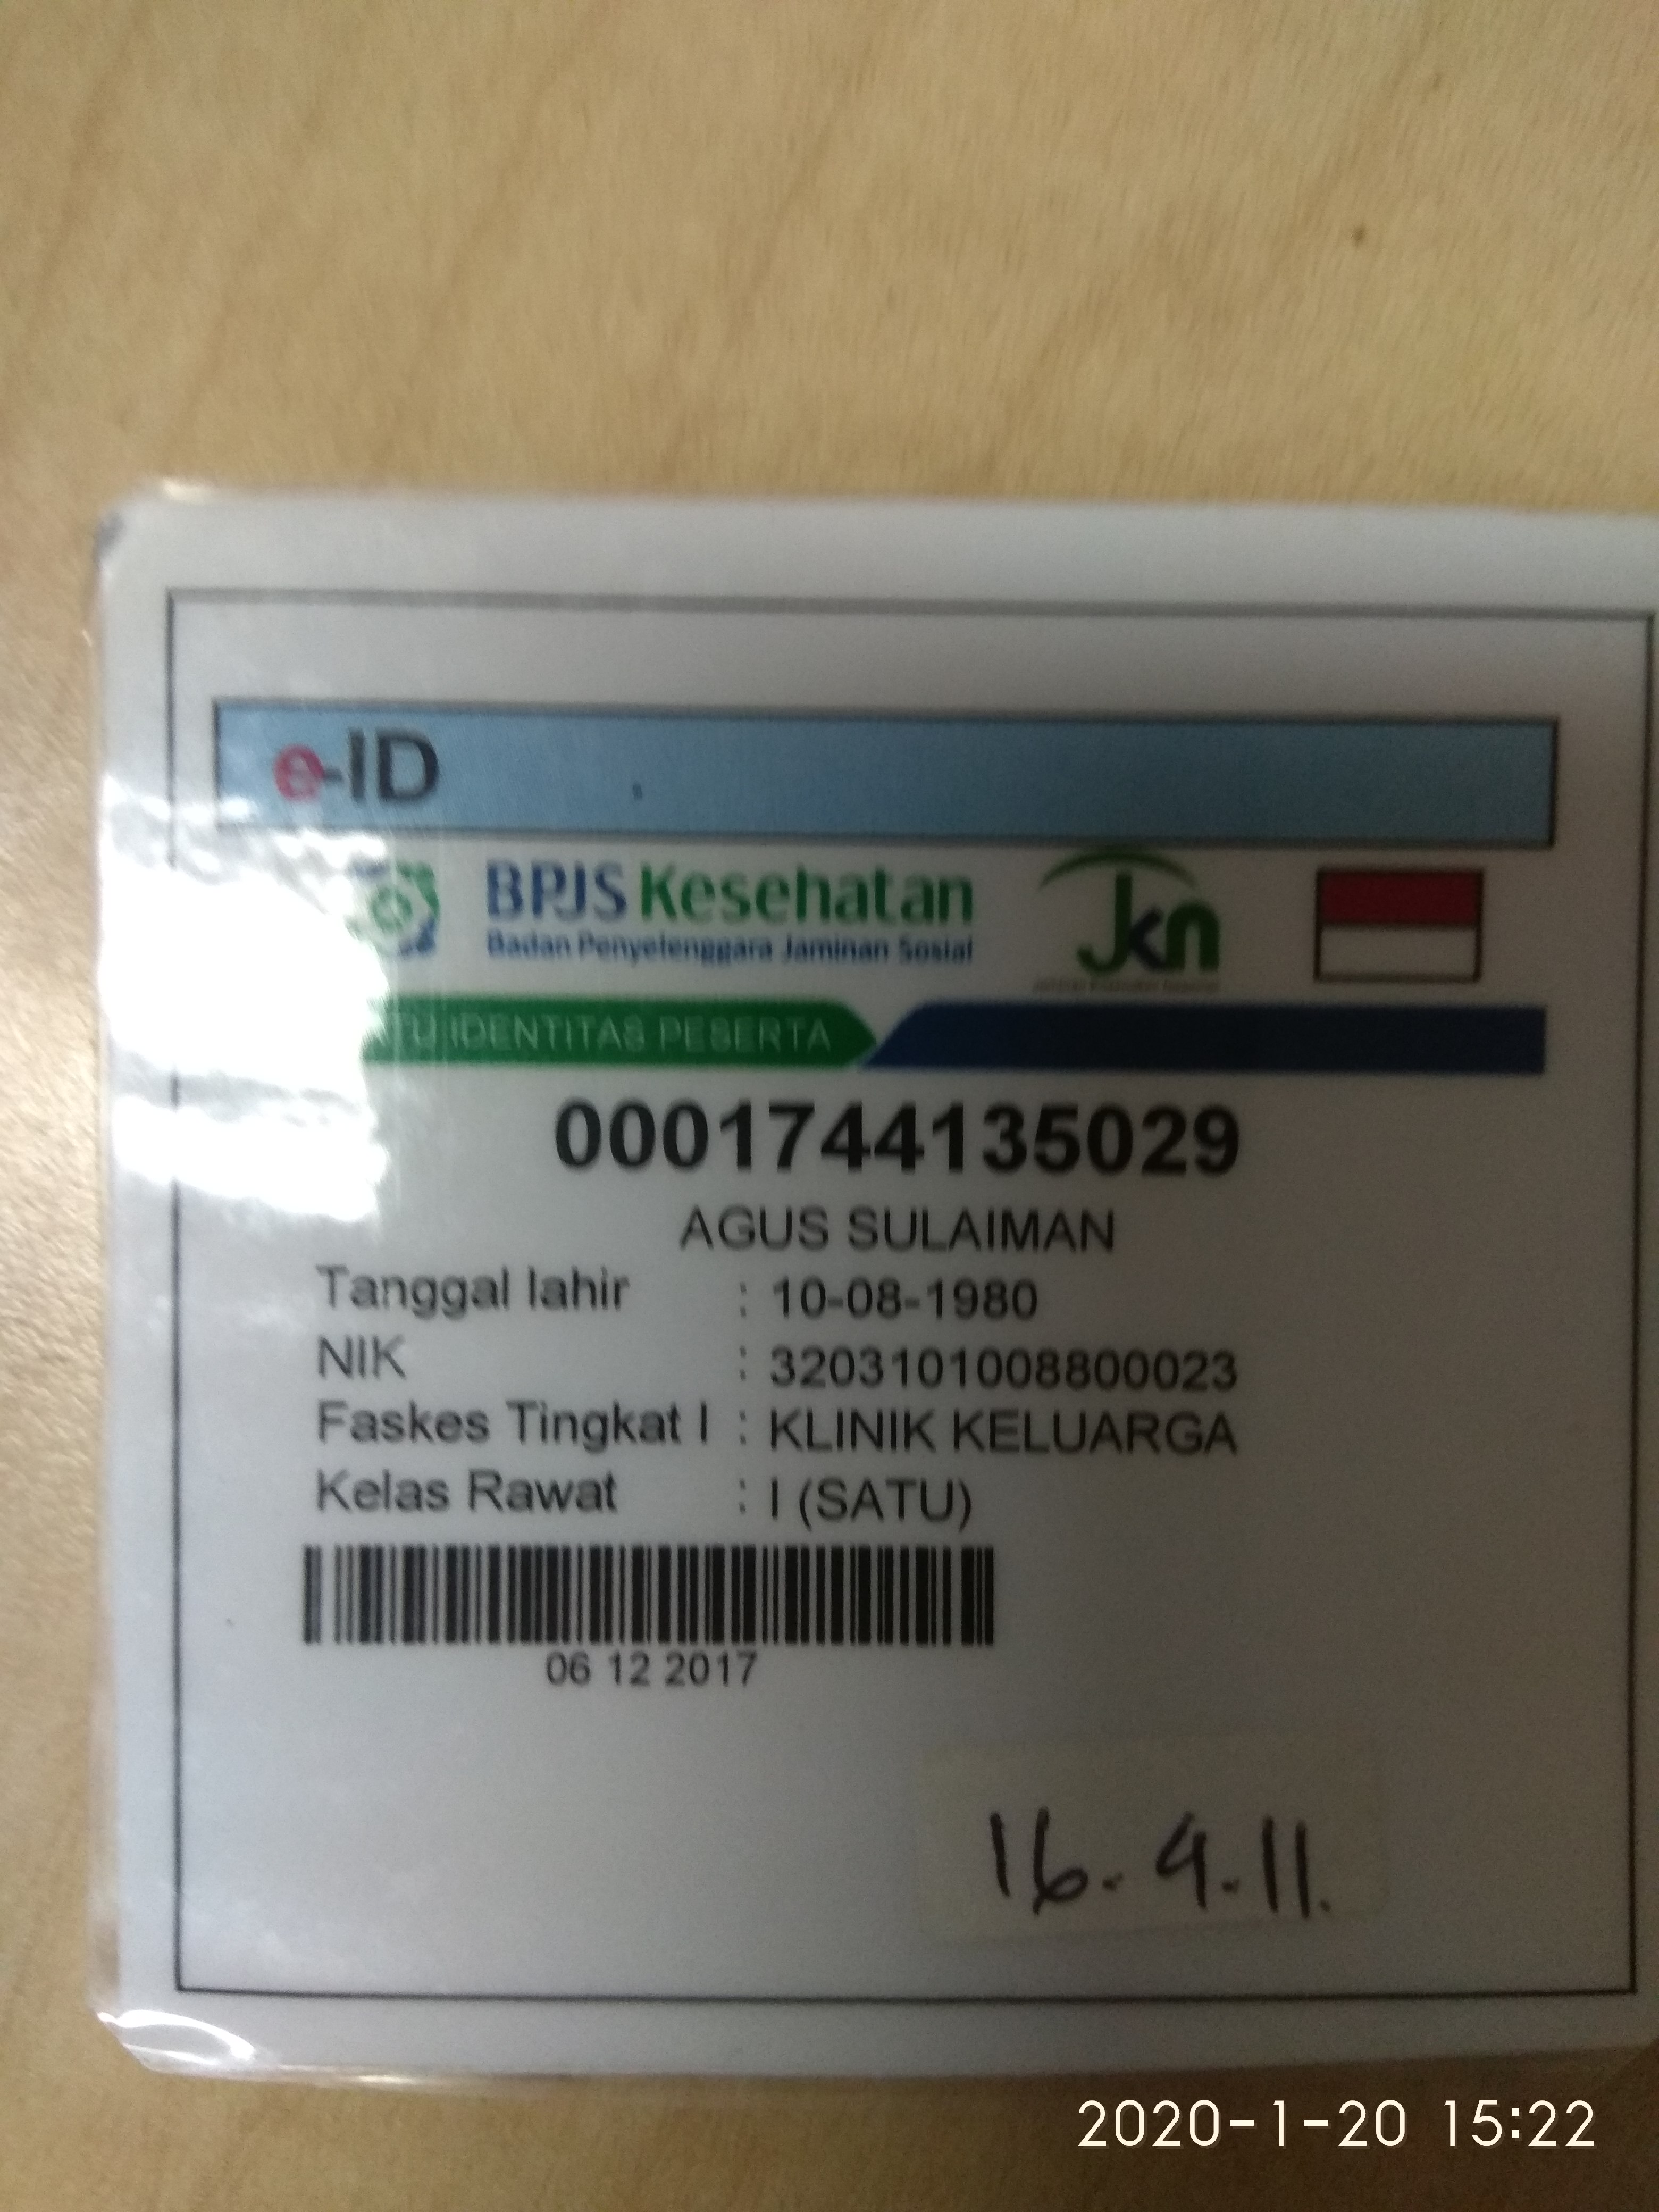 e-ID
BPJS Kesehatan
Badan Penyelenggara Jaminan Sosial
Jkn
IDENTITAS PESERTA
0001744135029
AGUS SULAIMAN
Tanggal lahir : 10-08-1980
NIK : 3203101008800023
Faskes Tingkat I : KLINIK KELUARGA
Kelas Rawat : I (SATU)
06 12 2017
16. 9. 11.
2020-1-20 15:22